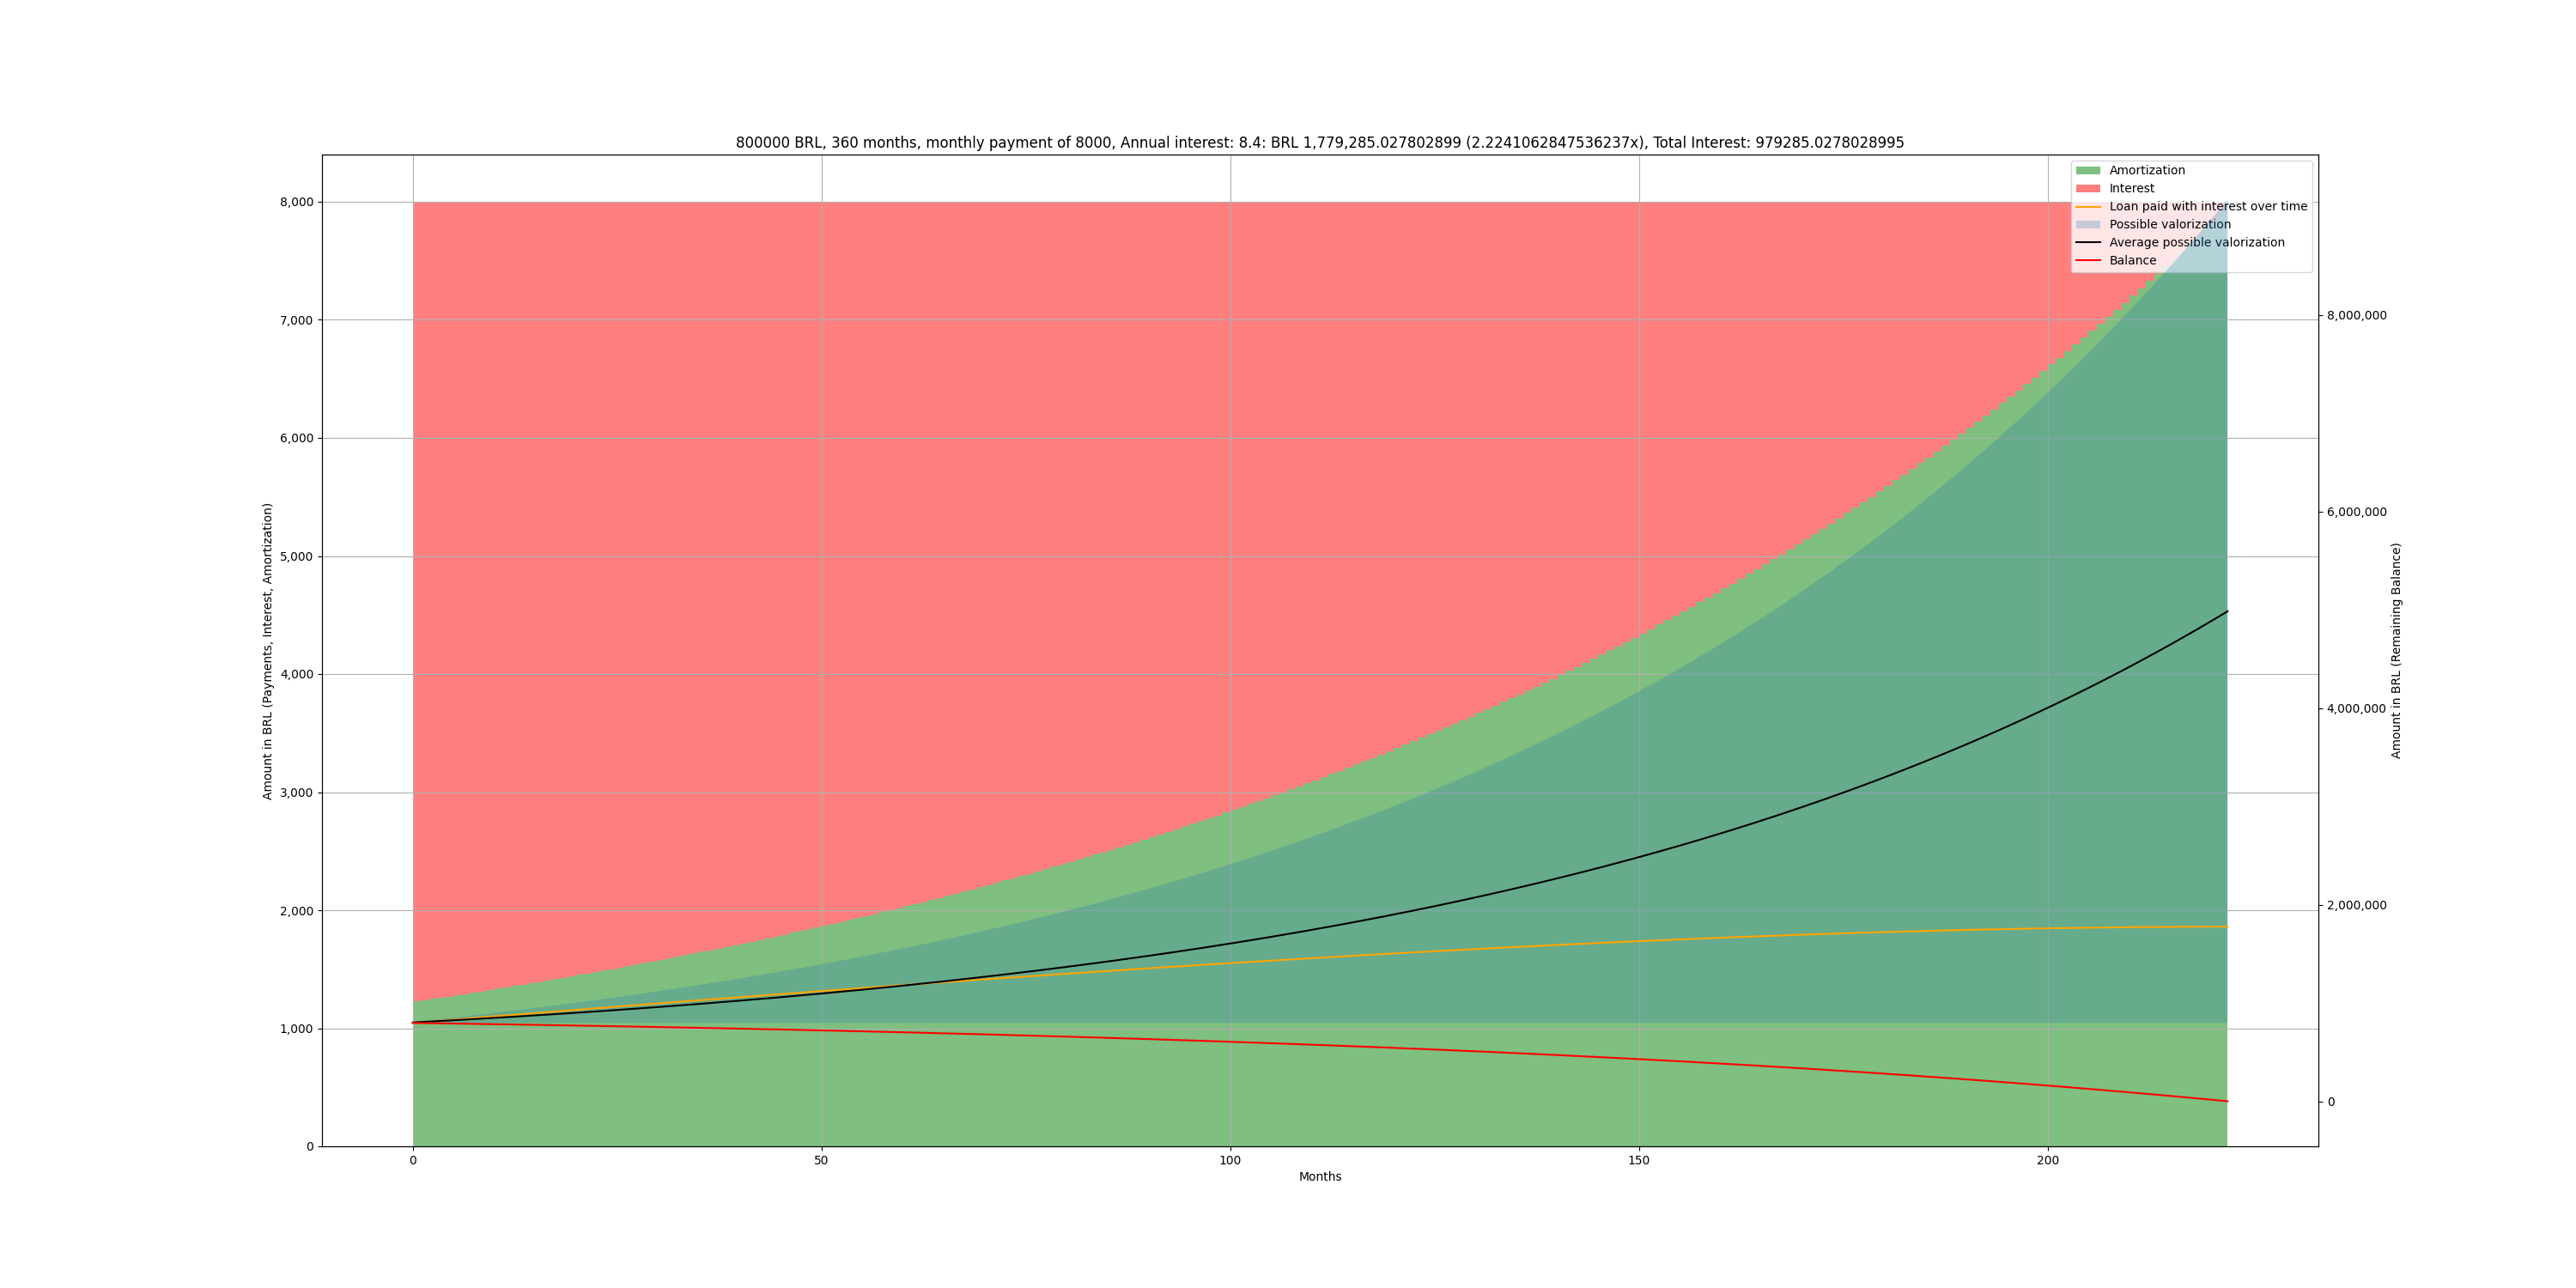 800000 BRL, 360 months, monthly payment of 8000, Annual interest: 8.4: BRL 1,779,285.027802899 (2.2241062847536237x), Total Interest: 979285.0278028995
Amortization
Interest
Loan paid with interest over time
Possible valorization
Average possible valorization
Balance
8,000
7,000
6,000
5,000
4,000
3,000
2,000
1,000
0
Amount in BRL (Payments, Interest, Amortization)
8,000,000
6,000,000
4,000,000
2,000,000
0
Amount in BRL (Remaining Balance)
0
50
100
150
200
Months